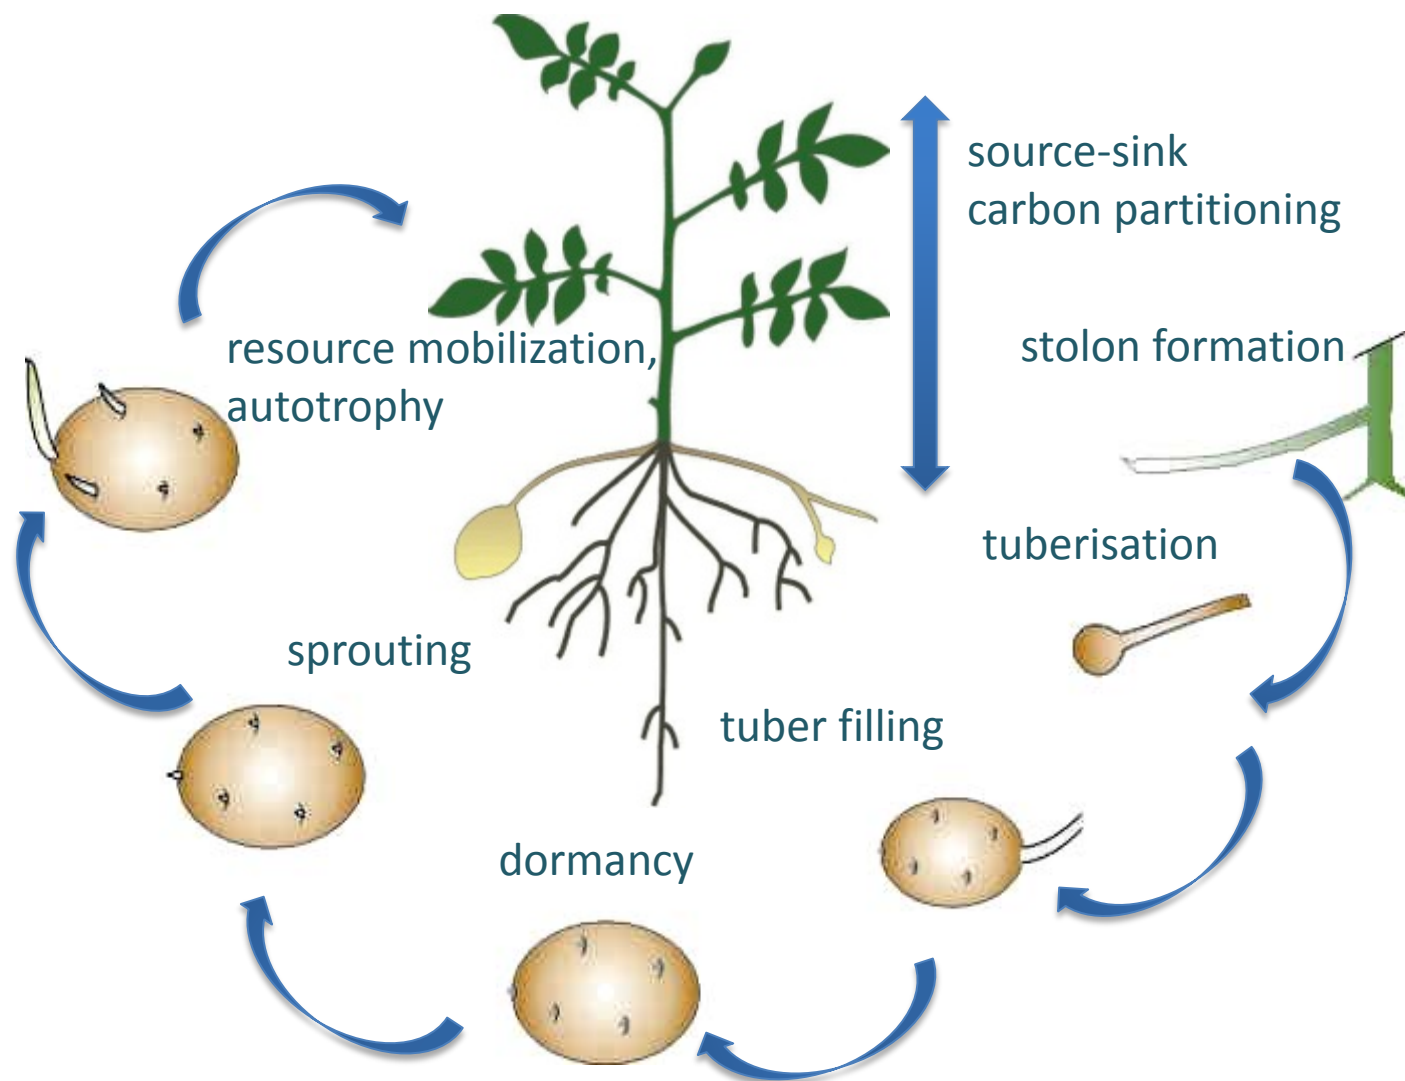 source-sink
carbon partitioning
stolon formation
resource mobilization,
autotrophy
tuberisation
sprouting
tuber filling
dormancy